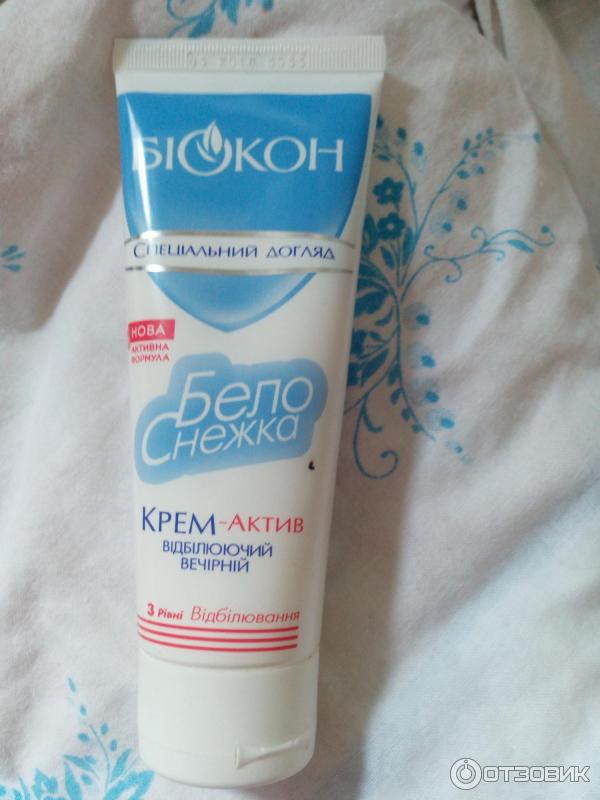 БІОКОН
СПЕЦІАЛЬНИЙ ДОГЛЯД
НОВА
АКТИВНА
ФОРМУЛА
Бело
Снежка
КРЕМ-АКТИВ
ВІДБІЛЮЮЧИЙ
ВЕЧІРНІЙ
3 Рівні Відбілювання
ОТЗОВИК